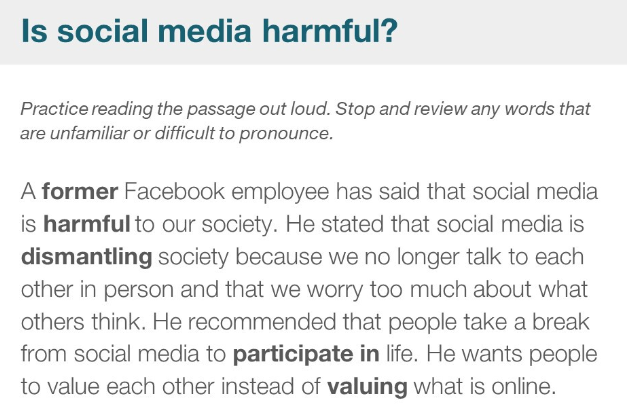 Is social media harmful?
Practice reading the passage out loud. Stop and review any words that
are unfamiliar or difficult to pronounce.
A former Facebook employee has said that social media
is harmful to our society. He stated that social media is
dismantling society because we no longer talk to each
other in person and that we worry too much about what
others think. He recommended that people take a break
from social media to participate in life. He wants people
to value each other instead of valuing what is online.